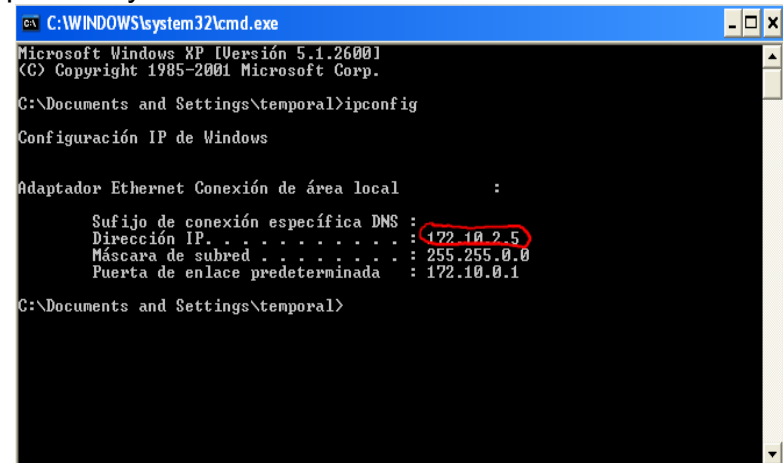 C:\WINDOWS\system32\cmd.exe
Microsoft Windows XP [Versión 5.1.2600]
(C) Copyright 1985-2001 Microsoft Corp.
C:\Documents and Settings\temporal>ipconfig
Configuración IP de Windows
Adaptador Ethernet Conexión de área local :
Sufijo de conexión específica DNS :
Dirección IP. . . . . . . . . . . : 172.10.2.5
Máscara de subred . . . . . . . . : 255.255.0.0
Puerta de enlace predeterminada : 172.10.0.1
C:\Documents and Settings\temporal>